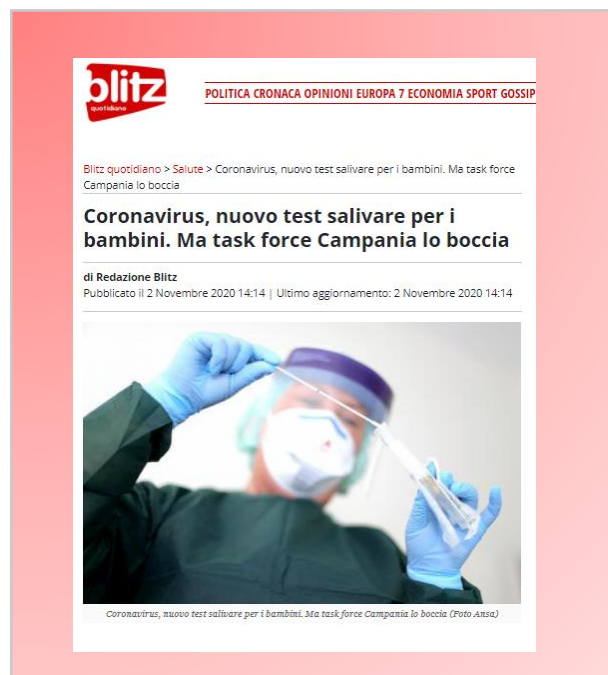 blitz
quotidiano
POLITICA CRONACA OPINIONI EUROPA 7 ECONOMIA SPORT GOSSIP
Blitz quotidiano > Salute > Coronavirus, nuovo test salivare per i bambini. Ma task force
Campania lo boccia
Coronavirus, nuovo test salivare per i
bambini. Ma task force Campania lo boccia
di Redazione Blitz
Pubblicato il 2 Novembre 2020 14:14 | Ultimo aggiornamento: 2 Novembre 2020 14:14
Coronavirus, nuovo test salivare per i bambini. Ma task force Campania lo boccia (Foto Ansa)